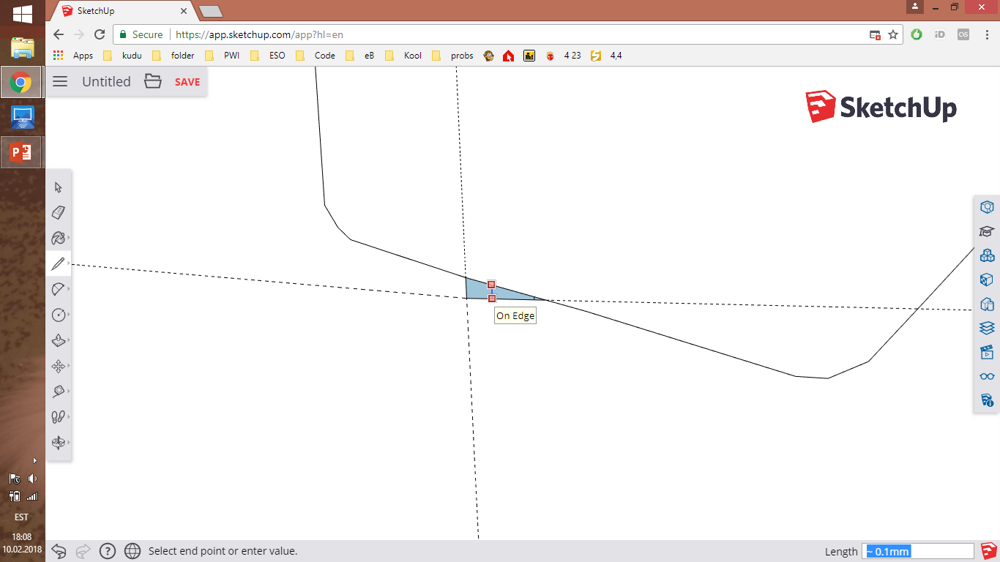 SketchUp
Secure https://app.sketchup.com/app?hl=en
Apps kudu folder PWI ESO Code eB Kool probs 4 23 4,4
Untitled SAVE
SketchUp
On Edge
EST
18:08
10.02.2018
Select end point or enter value. Length ~ 0.1mm